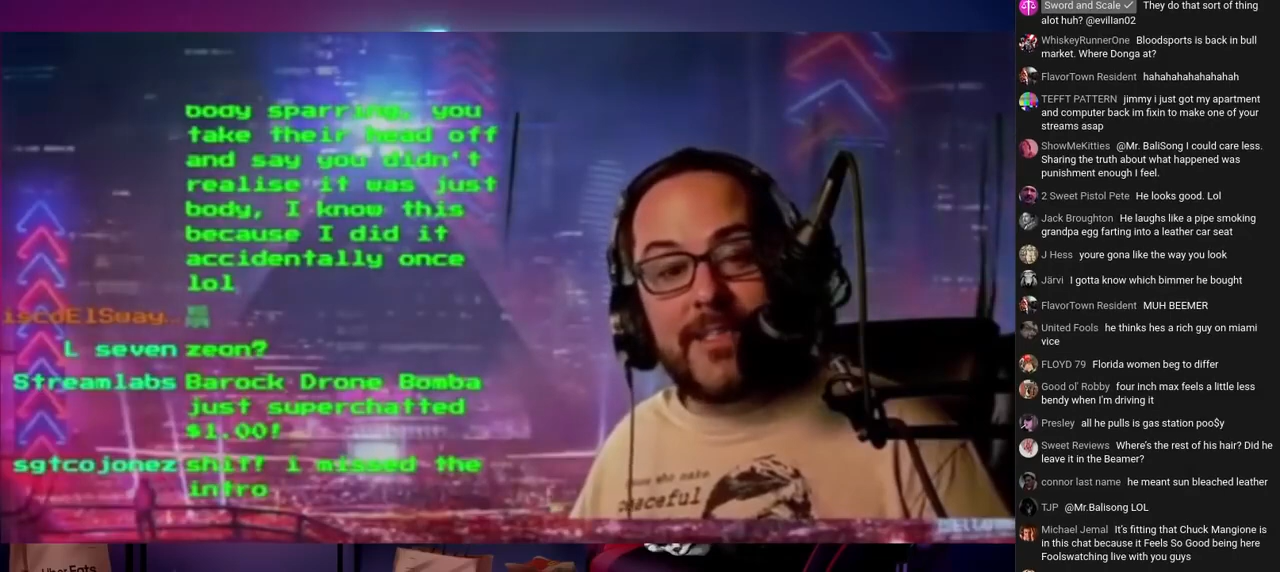 body sparring, you
take their head off
and say you didn't
realise it was just
body, I know this
because I did it
accidentally once
lol
iscoElSway...
L seven zeon?
Streamlabs Barock Drone Bomba
just superchatted
$1.00!
sgtcojonez shit! i missed the
intro
who make
peaceful
Uber Eats
Sword and Scale ✓ They do that sort of thing
alot huh? @evilIan02
WhiskeyRunnerOne Bloodsports is back in bull
market. Where Donga at?
FlavorTown Resident hahahahahahahah
TEFFT PATTERN jimmy i just got my apartment
and computer back im fixin to make one of your
streams asap
ShowMeKitties @Mr. BaliSong I could care less.
Sharing the truth about what happened was
punishment enough I feel.
2 Sweet Pistol Pete He looks good. Lol
Jack Broughton He laughs like a pipe smoking
grandpa egg farting into a leather car seat
J Hess youre gona like the way you look
Järvi I gotta know which bimmer he bought
FlavorTown Resident MUH BEEMER
United Fools he thinks hes a rich guy on miami
vice
FLOYD 79 Florida women beg to differ
Good ol' Robby four inch max feels a little less
bendy when I'm driving it
Presley all he pulls is gas station poo$y
Sweet Reviews Where's the rest of his hair? Did he
leave it in the Beamer?
connor last name he meant sun bleached leather
TJP @Mr.Balisong LOL
Michael Jemal It's fitting that Chuck Mangione is
in this chat because it Feels So Good being here
Foolswatching live with you guys